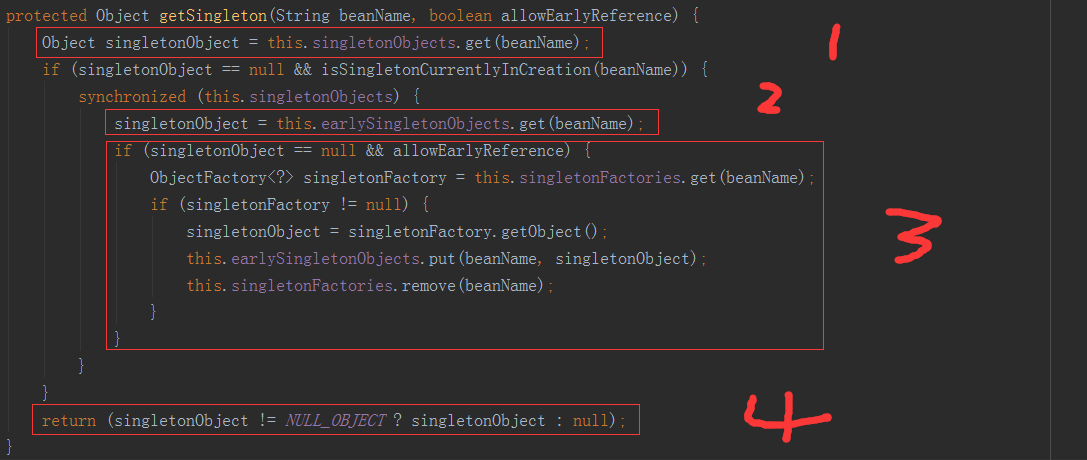 protected Object getSingleton(String beanName, boolean allowEarlyReference) {
Object singletonObject = this.singletonObjects.get(beanName);
1
if (singletonObject == null && isSingletonCurrentlyInCreation(beanName)) {
synchronized (this.singletonObjects) {
2
singletonObject = this.earlySingletonObjects.get(beanName);
if (singletonObject == null && allowEarlyReference) {
ObjectFactory<?> singletonFactory = this.singletonFactories.get(beanName);
if (singletonFactory != null) {
3
singletonObject = singletonFactory.getObject();
this.earlySingletonObjects.put(beanName, singletonObject);
this.singletonFactories.remove(beanName);
}
}
}
}
return (singletonObject != NULL_OBJECT ? singletonObject : null);
4
}